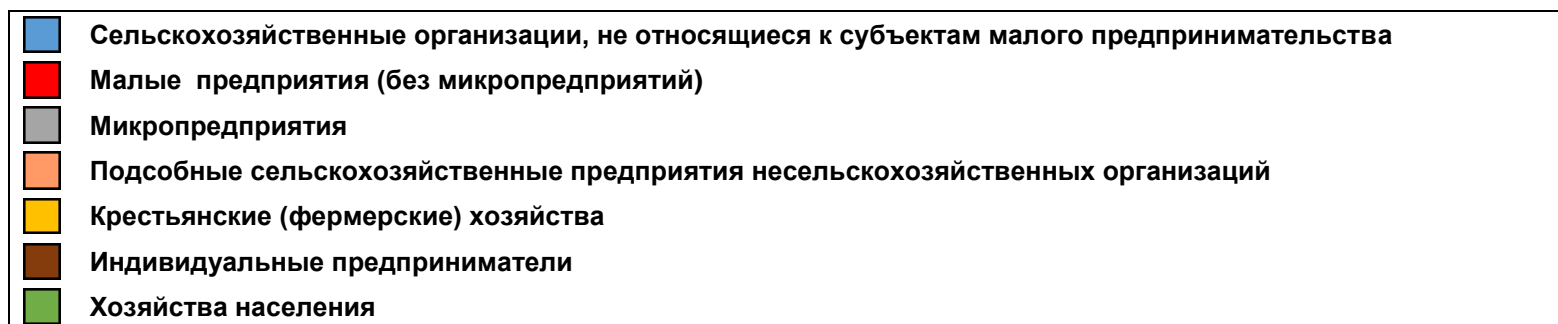 Сельскохозяйственные организации, не относящиеся к субъектам малого предпринимательства
Малые  предприятия (без микропредприятий)
Микропредприятия
Подсобные сельскохозяйственные предприятия несельскохозяйственных организаций
Крестьянские (фермерские) хозяйства
Индивидуальные предприниматели
Хозяйства населения